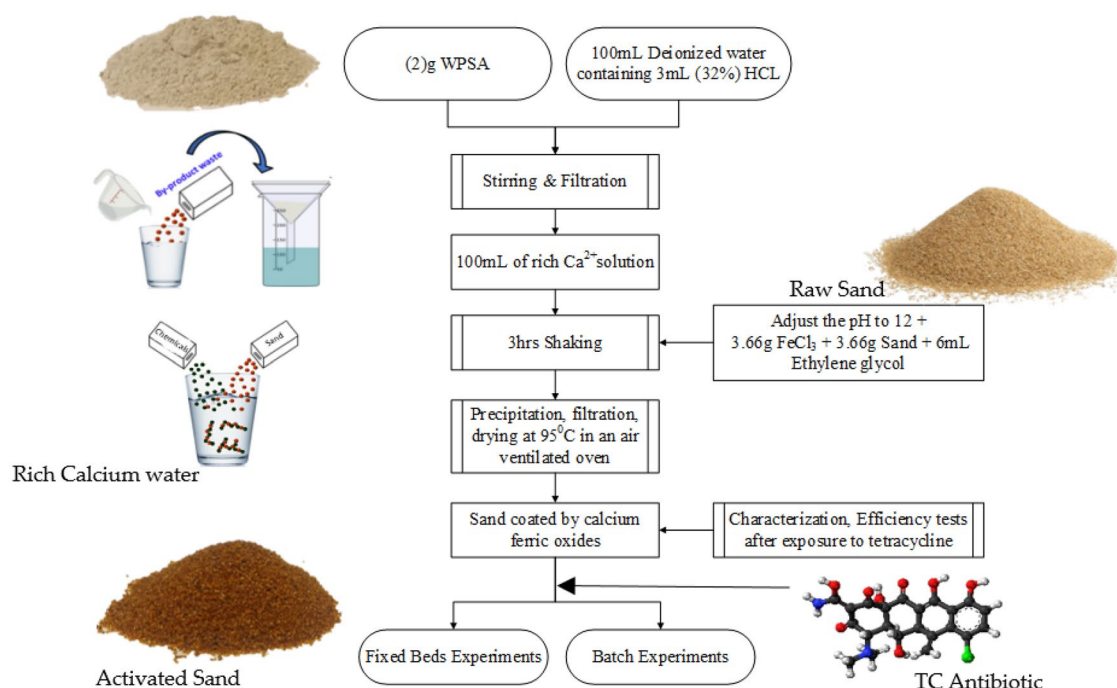 (2)g WPSA
100mL Deionized water
containing 3mL (32%) HCL
By-product waste
Stirring & Filtration
100mL of rich Ca²⁺solution
Raw Sand
3hrs Shaking
Adjust the pH to 12 +
3.66g FeCl₃ + 3.66g Sand + 6mL
Ethylene glycol
Chemicals
Sand
Precipitation, filtration,
drying at 95⁰C in an air
ventilated oven
Rich Calcium water
Sand coated by calcium
ferric oxides
Characterization, Efficiency tests
after exposure to tetracycline
Fixed Beds Experiments
Batch Experiments
Activated Sand
TC Antibiotic